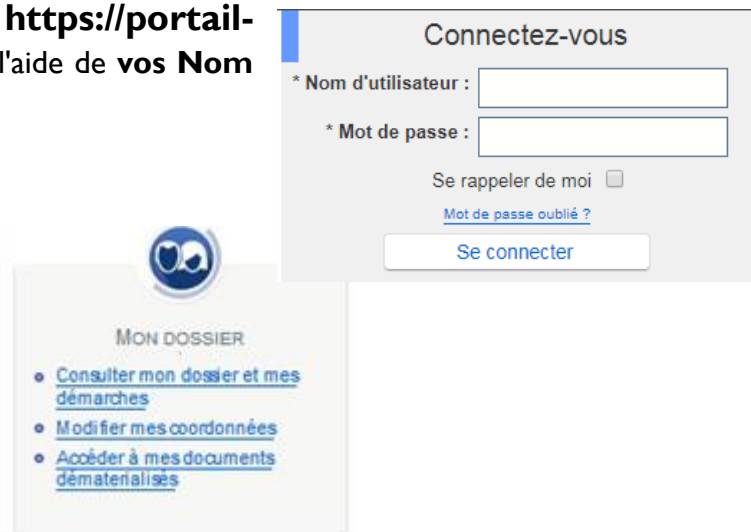 https://portail-
l'aide de vos Nom
Connectez-vous
* Nom d'utilisateur :
* Mot de passe :
Se rappeler de moi
Mot de passe oublié ?
Se connecter
MON DOSSIER
Consulter mon dossier et mes
démarches
Modifier mes coordonnées
Accéder à mes documents
dématerialisés